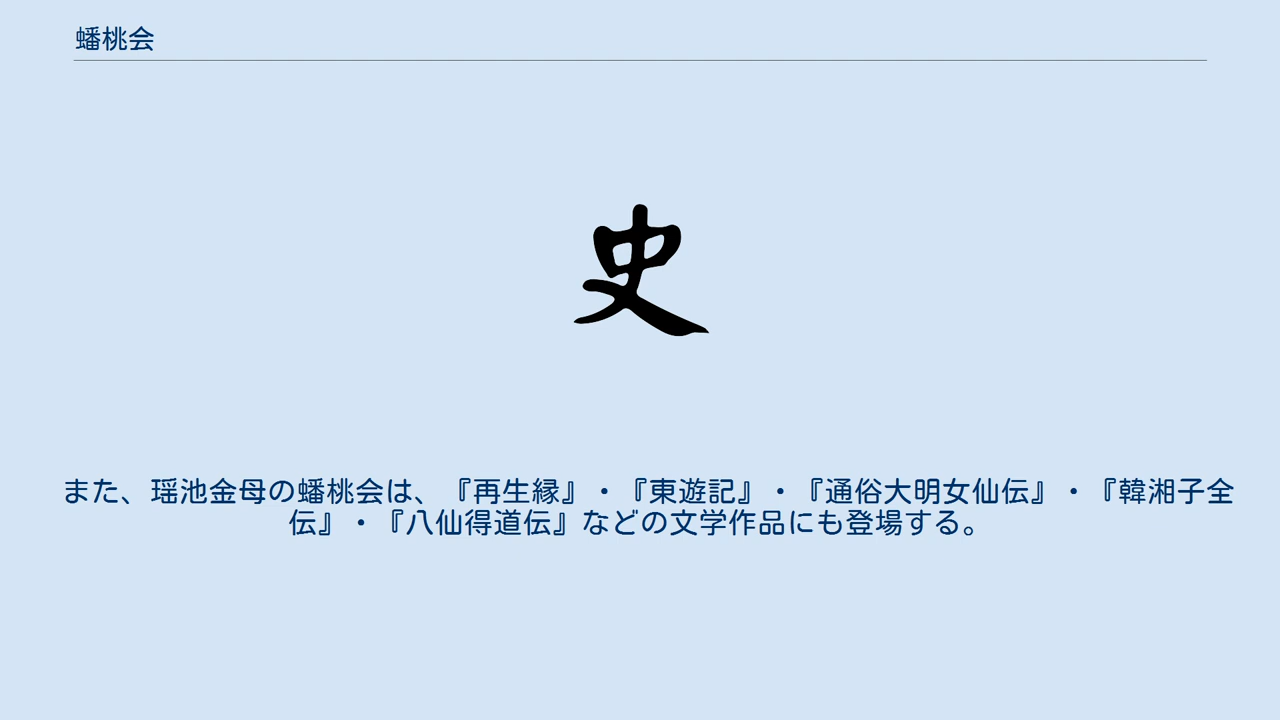 蟠桃会
史
また、瑶池金母の蟠桃会は、『再生縁』・『東遊記』・『通俗大明女仙伝』・『韓湘子全
伝』・『八仙得道伝』などの文学作品にも登場する。